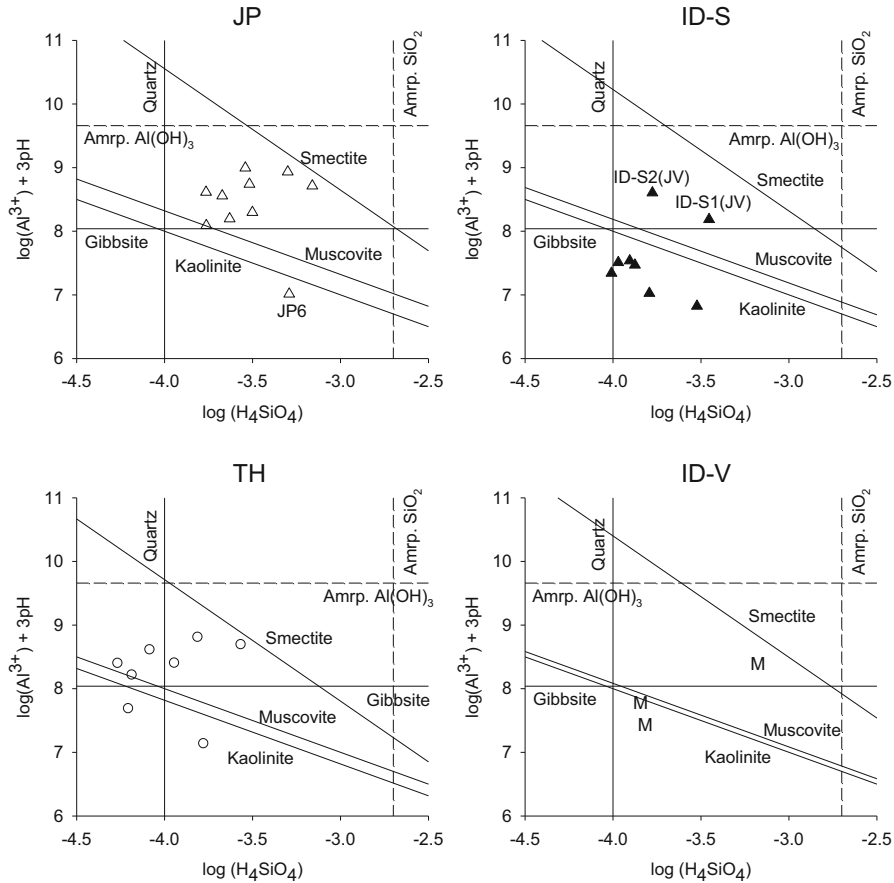 JP
log(Al3+) + 3pH
11
10
9
8
7
6
Quartz
Amrp. SiO2
Amrp. Al(OH)3
Smectite
Gibbsite
Muscovite
Kaolinite
JP6
-4.5 -4.0 -3.5 -3.0 -2.5
log (H4SiO4)
ID-S
log(Al3+) + 3pH
11
10
9
8
7
6
Quartz
Amrp. SiO2
Amrp. Al(OH)3
ID-S2(JV)
Smectite
ID-S1(JV)
Gibbsite
Muscovite
Kaolinite
-4.5 -4.0 -3.5 -3.0 -2.5
log (H4SiO4)
TH
log(Al3+) + 3pH
11
10
9
8
7
6
Quartz
Amrp. SiO2
Amrp. Al(OH)3
Smectite
Gibbsite
Muscovite
Kaolinite
-4.5 -4.0 -3.5 -3.0 -2.5
log (H4SiO4)
ID-V
log(Al3+) + 3pH
11
10
9
8
7
6
Quartz
Amrp. SiO2
Amrp. Al(OH)3
Smectite
M
Gibbsite
M
M
Muscovite
Kaolinite
-4.5 -4.0 -3.5 -3.0 -2.5
log (H4SiO4)